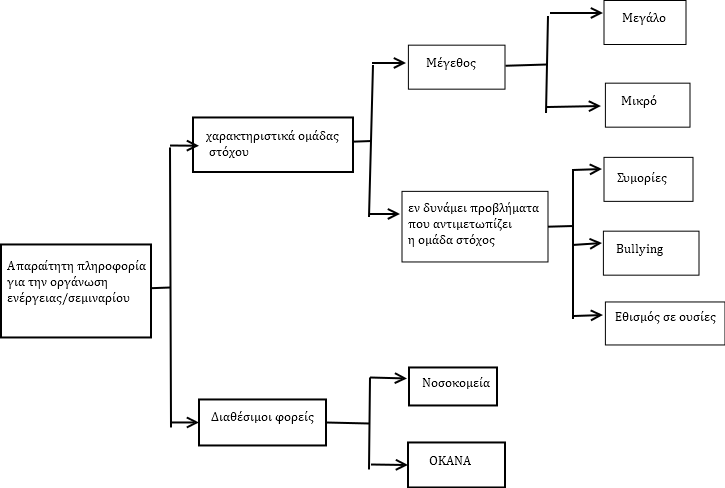 Μεγάλο
Μέγεθος
Μικρό
χαρακτηριστικά ομάδας
στόχου
Συμορίες
εν δυνάμει προβλήματα
που αντιμετωπίζει
η ομάδα στόχος
Bullying
Απαραίτητη πληροφορία
για την οργάνωση
ενέργειας/σεμιναρίου
Εθισμός σε ουσίες
Νοσοκομεία
Διαθέσιμοι φορείς
ΟΚΑΝΑ